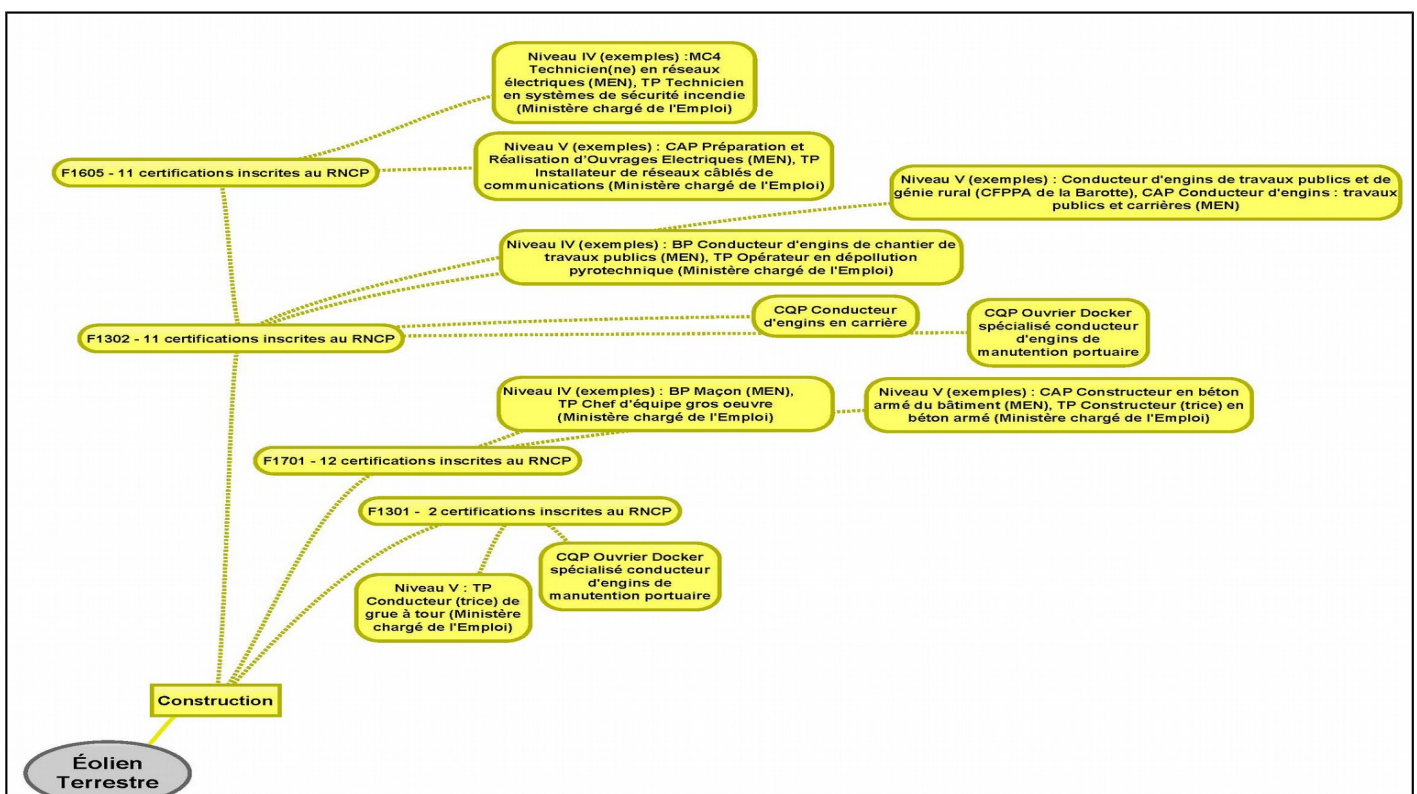 Niveau IV (exemples) :MC4
Technicien(ne) en réseaux
électriques (MEN), TP Technicien
en systèmes de sécurité incendie
(Ministère chargé de l'Emploi)
Niveau V (exemples) : CAP Préparation et
Réalisation d'Ouvrages Electriques (MEN), TP
Installateur de réseaux câblés de
communications (Ministère chargé de l'Emploi)
F1605 - 11 certifications inscrites au RNCP
Niveau V (exemples) : Conducteur d'engins de travaux publics et de
génie rural (CFPPA de la Barotte), CAP Conducteur d'engins : travaux
publics et carrières (MEN)
Niveau IV (exemples) : BP Conducteur d'engins de chantier de
travaux publics (MEN), TP Opérateur en dépollution
pyrotechnique (Ministère chargé de l'Emploi)
CQP Conducteur
d'engins en carrière
CQP Ouvrier Docker
spécialisé conducteur
d'engins de
manutention portuaire
F1302 - 11 certifications inscrites au RNCP
Niveau IV (exemples) : BP Maçon (MEN),
TP Chef d'équipe gros oeuvre
(Ministère chargé de l'Emploi)
Niveau V (exemples) : CAP Constructeur en béton
armé du bâtiment (MEN), TP Constructeur (trice) en
béton armé (Ministère chargé de l'Emploi)
F1701 - 12 certifications inscrites au RNCP
F1301 - 2 certifications inscrites au RNCP
CQP Ouvrier Docker
spécialisé conducteur
d'engins de
manutention portuaire
Niveau V : TP
Conducteur (trice) de
grue à tour (Ministère
chargé de l'Emploi)
Construction
Éolien
Terrestre